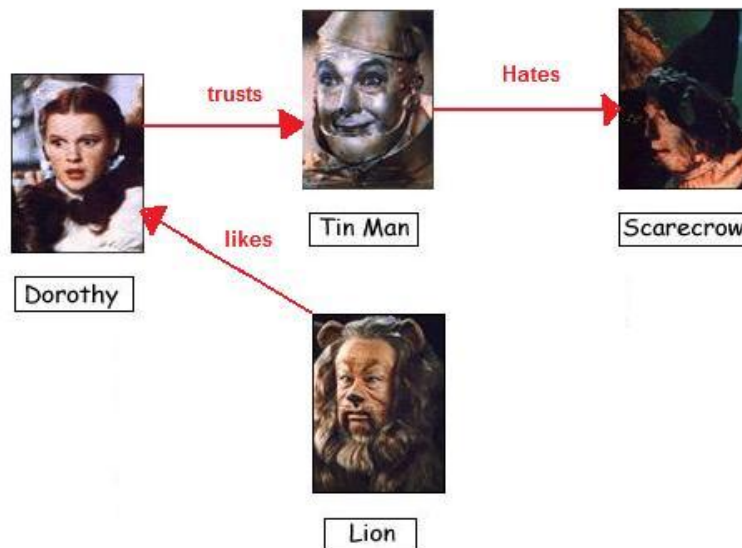 trusts
Hates
Tin Man
Scarecrow
likes
Dorothy
Lion